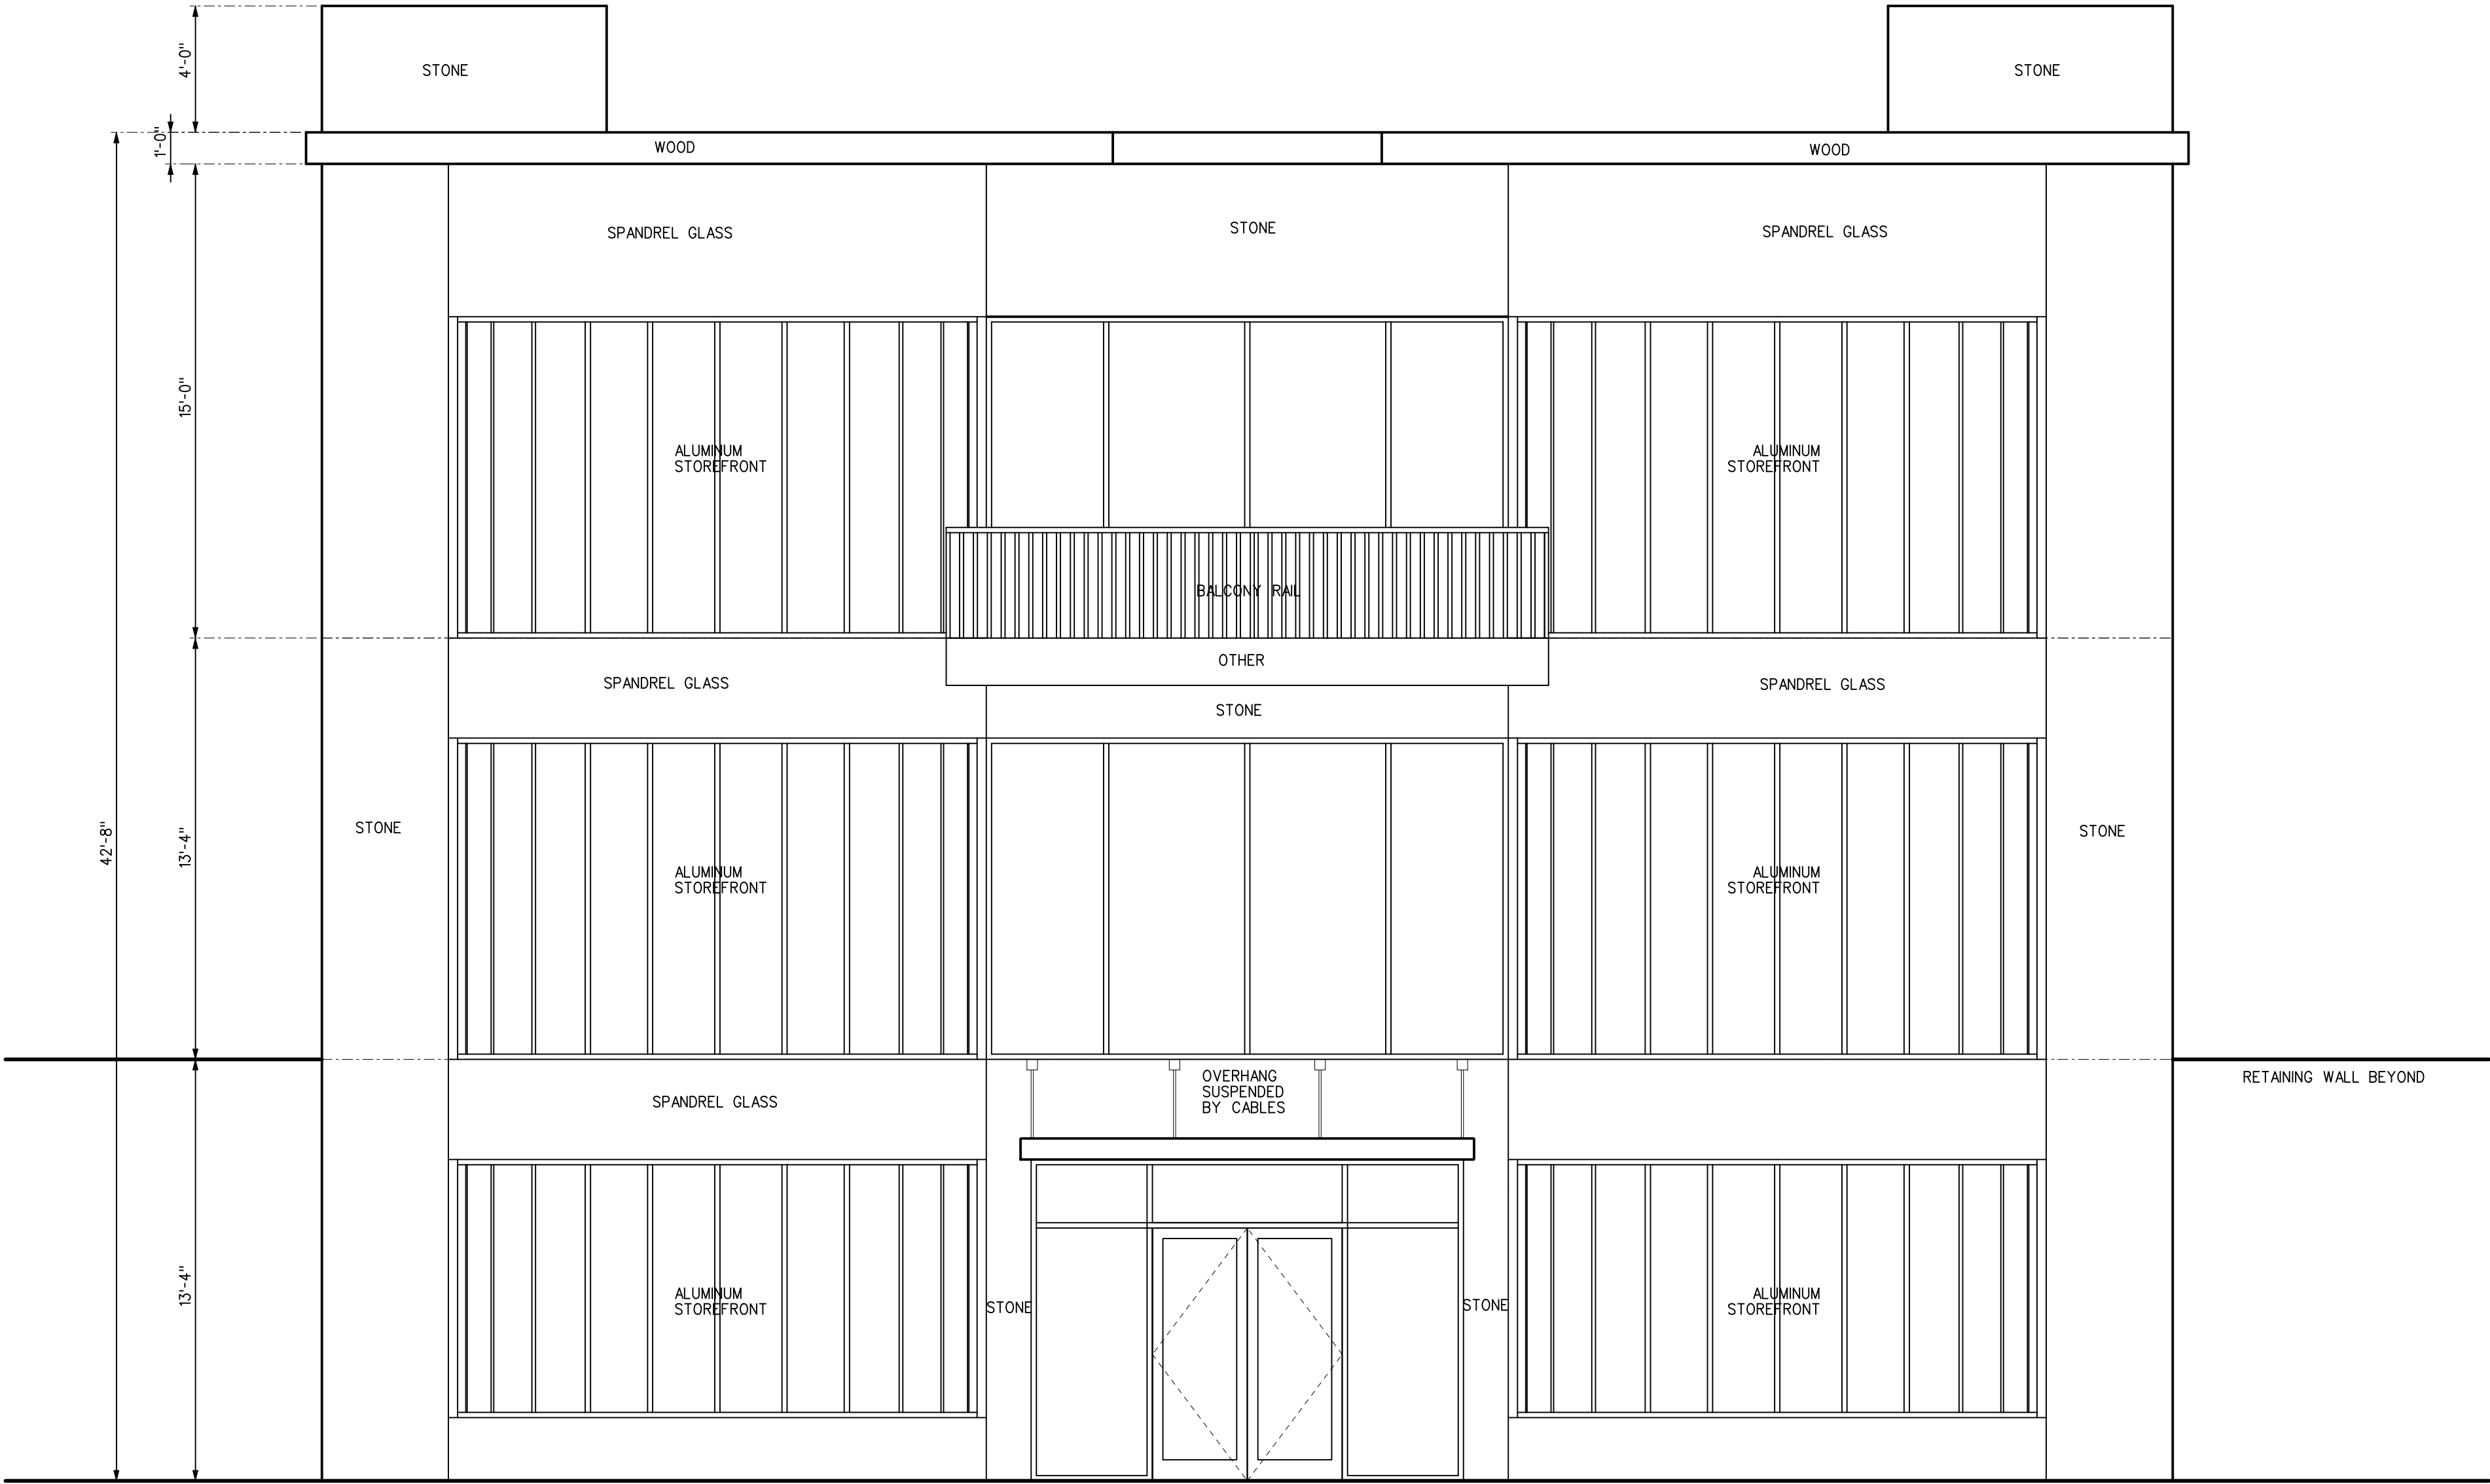 4'-0"
STONE
STONE
1'-0"
WOOD
WOOD
SPANDREL GLASS
STONE
SPANDREL GLASS
15'-0"
ALUMINUM
STOREFRONT
ALUMINUM
STOREFRONT
BALCONY RAIL
OTHER
SPANDREL GLASS
STONE
SPANDREL GLASS
42'-8"
13'-4"
STONE
STONE
ALUMINUM
STOREFRONT
ALUMINUM
STOREFRONT
OVERHANG
SUSPENDED
BY CABLES
RETAINING WALL BEYOND
SPANDREL GLASS
13'-4"
ALUMINUM
STOREFRONT
STONE
STONE
ALUMINUM
STOREFRONT